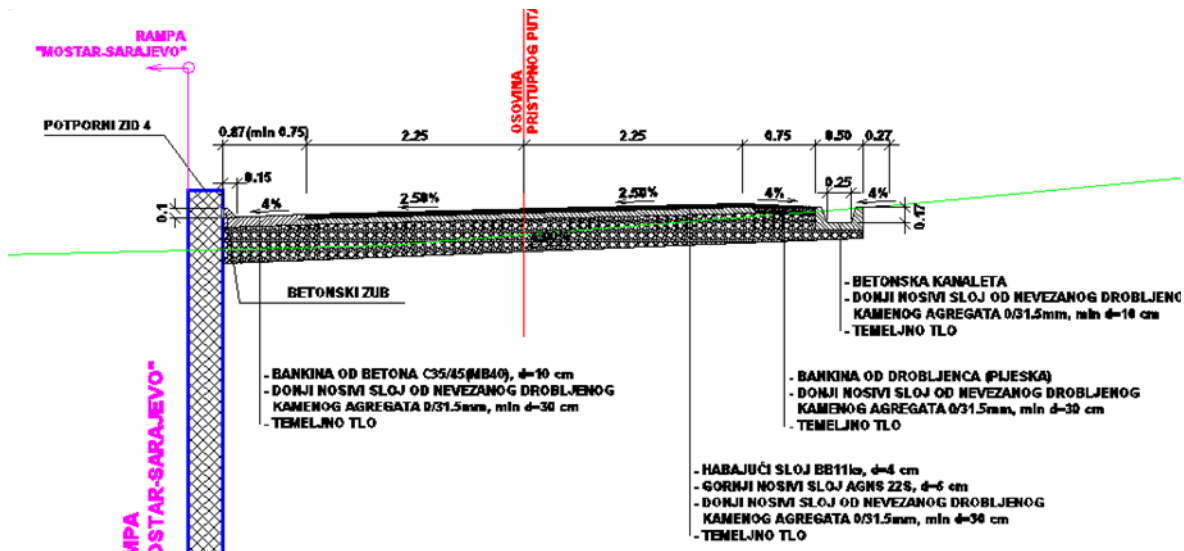 RAMPA
"MOSTAR-SARAJEVO"
OSOVINA
PRISTUPNOG PUTA
POTPORNI ZID 4
0.87(min 0.75)
2.25
2.25
0.75
0.50
0.27
0.15
0.25
0.1
4%
2.50%
2.50%
4%
4%
0.17
BETONSKI ZUB
- BETONSKA KANALETA
- DONJI NOSIVI SLOJ OD NEVEZANOG DROBLJENO
KAMENOG AGREGATA 0/31.5mm, min d=10 cm
- TEMELJNO TLO
- BANKINA OD BETONA C35/45(MB40), d=10 cm
- DONJI NOSIVI SLOJ OD NEVEZANOG DROBLJENOG
KAMENOG AGREGATA 0/31.5mm, min d=30 cm
- TEMELJNO TLO
- BANKINA OD DROBLJENCA (PIJESKA)
- DONJI NOSIVI SLOJ OD NEVEZANOG DROBLJENOG
KAMENOG AGREGATA 0/31.5mm, min d=30 cm
- TEMELJNO TLO
- HABAJUĆI SLOJ BB11ks, d=4 cm
- GORNJI NOSIVI SLOJ AGNS 22S, d=6 cm
- DONJI NOSIVI SLOJ OD NEVEZANOG DROBLJENOG
KAMENOG AGREGATA 0/31.5mm, min d=30 cm
MPA
OSTAR-SARAJEVO"